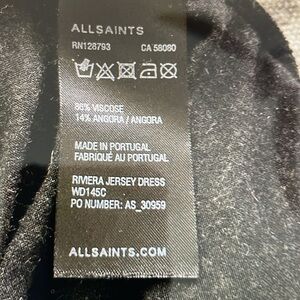 ALLSAINTS
RN128793 CA 58080
86% VISCOSE
14% ANGORA / ANGORA
MADE IN PORTUGAL
FABRIQUÉ AU PORTUGAL
RIVIERA JERSEY DRESS
WD145C
PO NUMBER: AS_30959
ALLSAINTS.COM